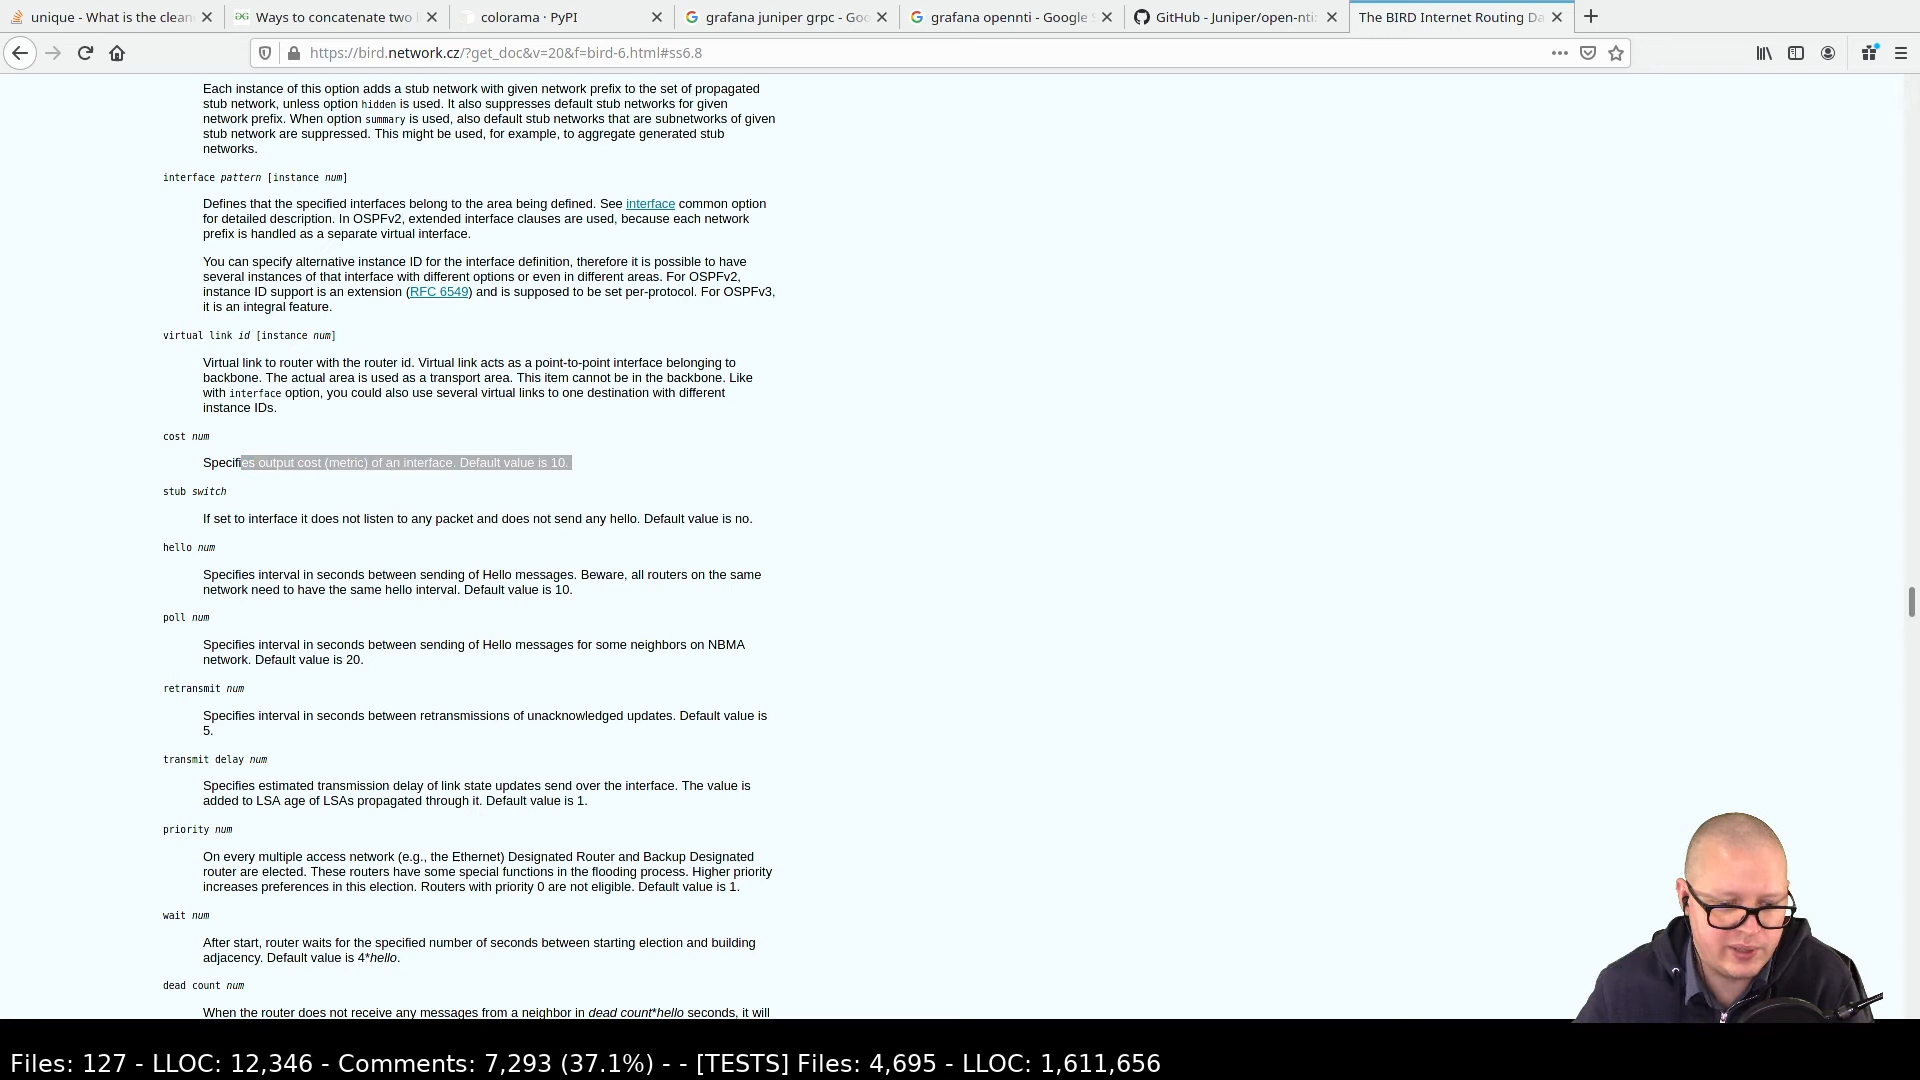 unique - What is the clean
Ways to concatenate two l
colorama · PyPI
grafana juniper grpc - Goo
grafana opennti - Google S
GitHub - Juniper/open-nti:
The BIRD Internet Routing Da
https://bird.network.cz/?get_doc&v=20&f=bird-6.html#ss6.8
Each instance of this option adds a stub network with given network prefix to the set of propagated
stub network, unless option hidden is used. It also suppresses default stub networks for given
network prefix. When option summary is used, also default stub networks that are subnetworks of given
stub network are suppressed. This might be used, for example, to aggregate generated stub
networks.
interface pattern [instance num]
Defines that the specified interfaces belong to the area being defined. See interface common option
for detailed description. In OSPFv2, extended interface clauses are used, because each network
prefix is handled as a separate virtual interface.
You can specify alternative instance ID for the interface definition, therefore it is possible to have
several instances of that interface with different options or even in different areas. For OSPFv2,
instance ID support is an extension (RFC 6549) and is supposed to be set per-protocol. For OSPFv3,
it is an integral feature.
virtual link id [instance num]
Virtual link to router with the router id. Virtual link acts as a point-to-point interface belonging to
backbone. The actual area is used as a transport area. This item cannot be in the backbone. Like
with interface option, you could also use several virtual links to one destination with different
instance IDs.
cost num
Specifies output cost (metric) of an interface. Default value is 10.
stub switch
If set to interface it does not listen to any packet and does not send any hello. Default value is no.
hello num
Specifies interval in seconds between sending of Hello messages. Beware, all routers on the same
network need to have the same hello interval. Default value is 10.
poll num
Specifies interval in seconds between sending of Hello messages for some neighbors on NBMA
network. Default value is 20.
retransmit num
Specifies interval in seconds between retransmissions of unacknowledged updates. Default value is
5.
transmit delay num
Specifies estimated transmission delay of link state updates send over the interface. The value is
added to LSA age of LSAs propagated through it. Default value is 1.
priority num
On every multiple access network (e.g., the Ethernet) Designated Router and Backup Designated
router are elected. These routers have some special functions in the flooding process. Higher priority
increases preferences in this election. Routers with priority 0 are not eligible. Default value is 1.
wait num
After start, router waits for the specified number of seconds between starting election and building
adjacency. Default value is 4*hello.
dead count num
When the router does not receive any messages from a neighbor in dead count*hello seconds, it will
Files: 127 - LLOC: 12,346 - Comments: 7,293 (37.1%) - - [TESTS] Files: 4,695 - LLOC: 1,611,656